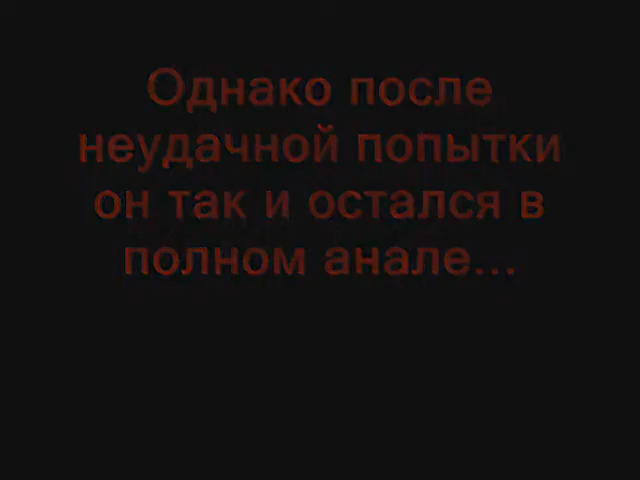 Однако после
неудачной попытки
он так и остался в
полном анале...